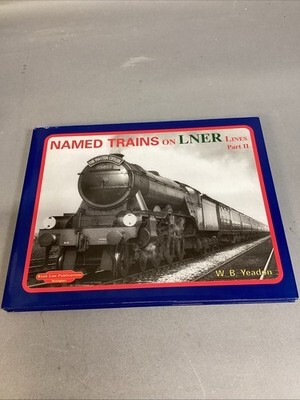 NAMED TRAINS ON LNER LINES
Part II
W. B. Yeadon